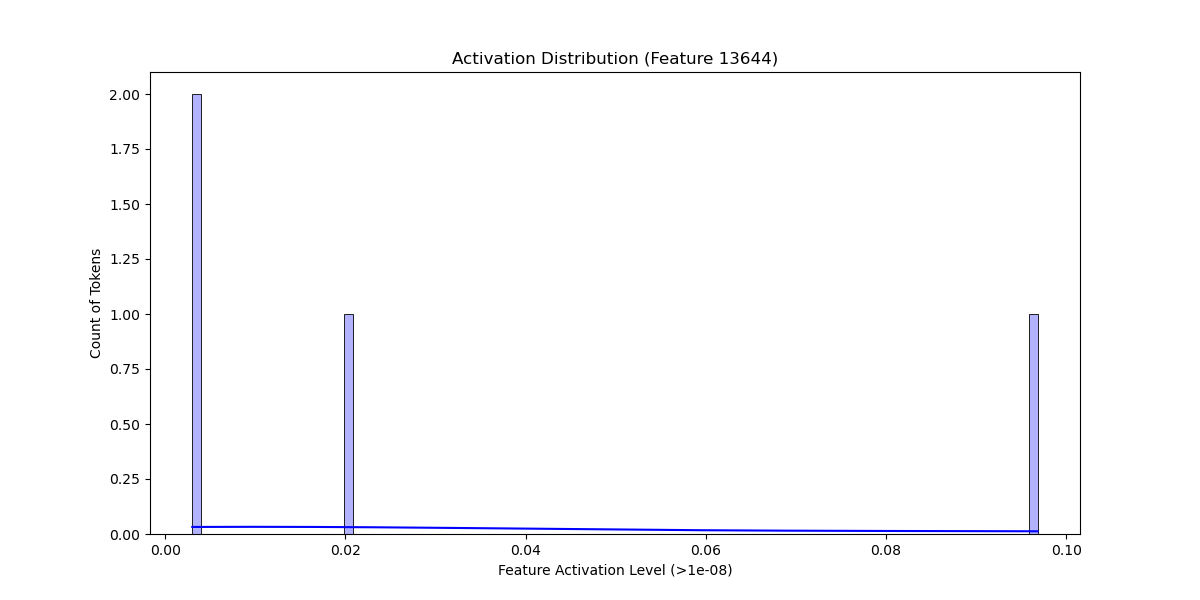 Activation Distribution (Feature 13644)
2.00
1.75
1.50
1.25
1.00
0.75
0.50
0.25
0.00
Count of Tokens
0.00 0.02 0.04 0.06 0.08 0.10
Feature Activation Level (>1e-08)